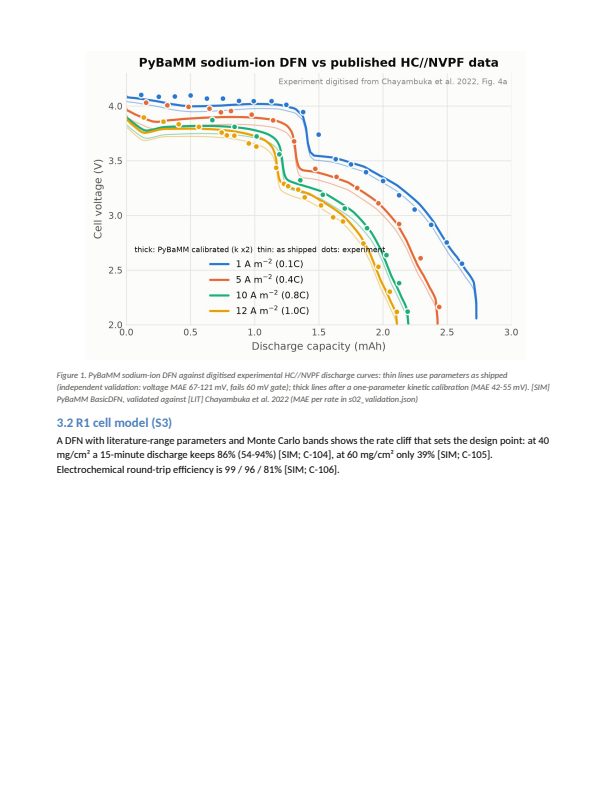 PyBaMM sodium-ion DFN vs published HC//NVPF data
Experiment digitised from Chayambuka et al. 2022, Fig. 4a
4.0
3.5
3.0
2.5
2.0
Cell voltage (V)
thick: PyBaMM calibrated (k x2)  thin: as shipped  dots: experiment
1 A m⁻² (0.1C)
5 A m⁻² (0.4C)
10 A m⁻² (0.8C)
12 A m⁻² (1.0C)
0.0 0.5 1.0 1.5 2.0 2.5 3.0
Discharge capacity (mAh)
Figure 1. PyBaMM sodium-ion DFN against digitised experimental HC//NVPF discharge curves: thin lines use parameters as shipped
(independent validation: voltage MAE 67-121 mV, fails 60 mV gate); thick lines after a one-parameter kinetic calibration (MAE 42-55 mV). [SIM]
PyBaMM BasicDFN, validated against [LIT] Chayambuka et al. 2022 (MAE per rate in s02_validation.json)
3.2 R1 cell model (S3)
A DFN with literature-range parameters and Monte Carlo bands shows the rate cliff that sets the design point: at 40
mg/cm² a 15-minute discharge keeps 86% (54-94%) [SIM; C-104], at 60 mg/cm² only 39% [SIM; C-105].
Electrochemical round-trip efficiency is 99 / 96 / 81% [SIM; C-106].